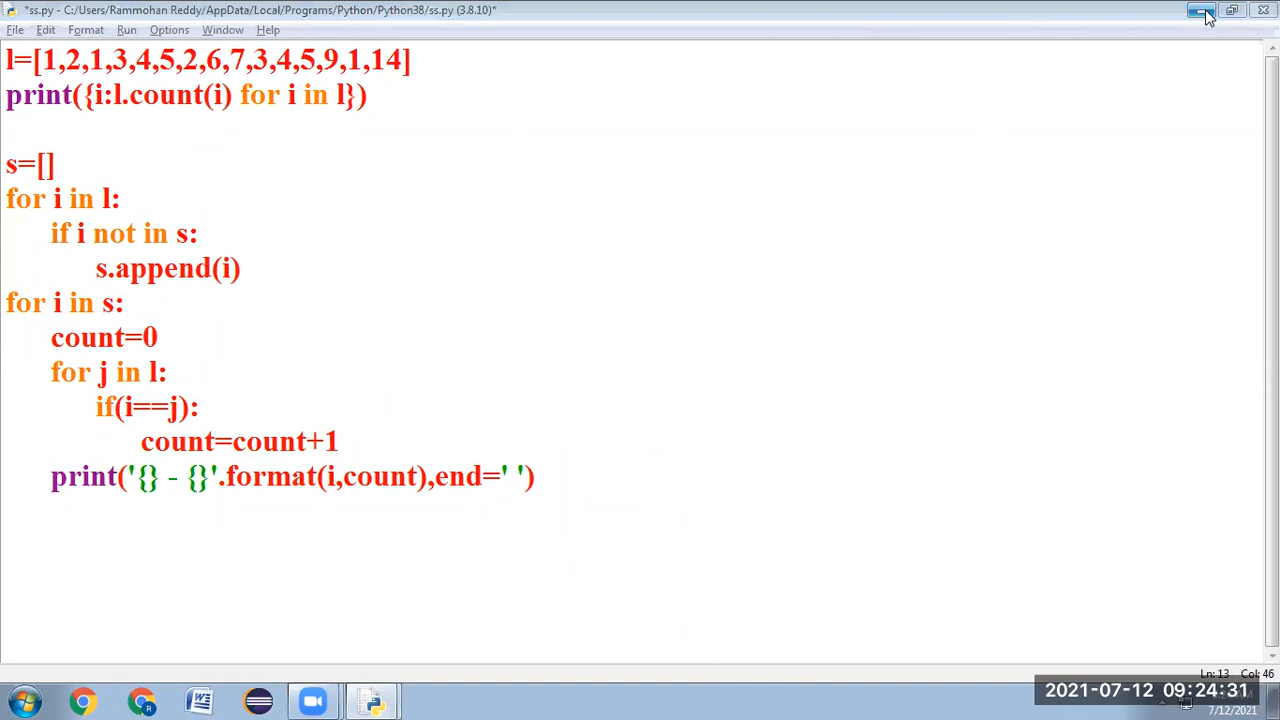 *ss.py - C:/Users/Rammohan Reddy/AppData/Local/Programs/Python/Python38/ss.py (3.8.10)*
File Edit Format Run Options Window Help
l=[1,2,1,3,4,5,2,6,7,3,4,5,9,1,14]
print({i:l.count(i) for i in l})
s=[]
for i in l:
if i not in s:
s.append(i)
for i in s:
count=0
for j in l:
if(i==j):
count=count+1
print('{} - {}'.format(i,count),end=' ')
Ln: 13 Col: 46
2021-07-12 09:24:31
7/12/2021